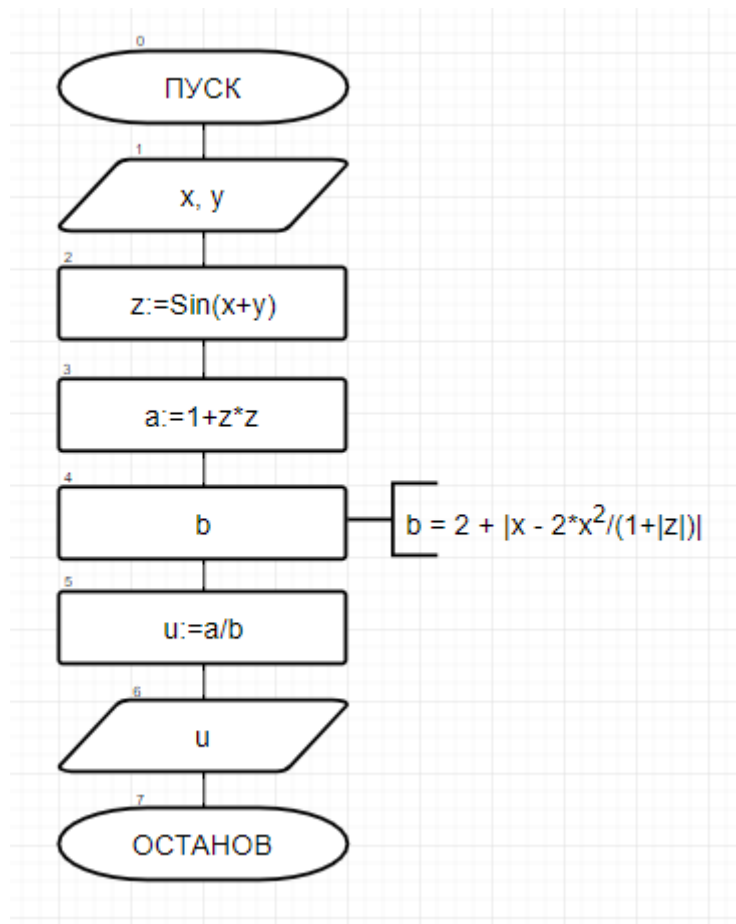 0
ПУСК
1
x, y
2
z:=Sin(x+y)
3
a:=1+z*z
4
b
b = 2 + |x - 2*x²/(1+|z|)|
5
u:=a/b
6
u
7
ОСТАНОВ